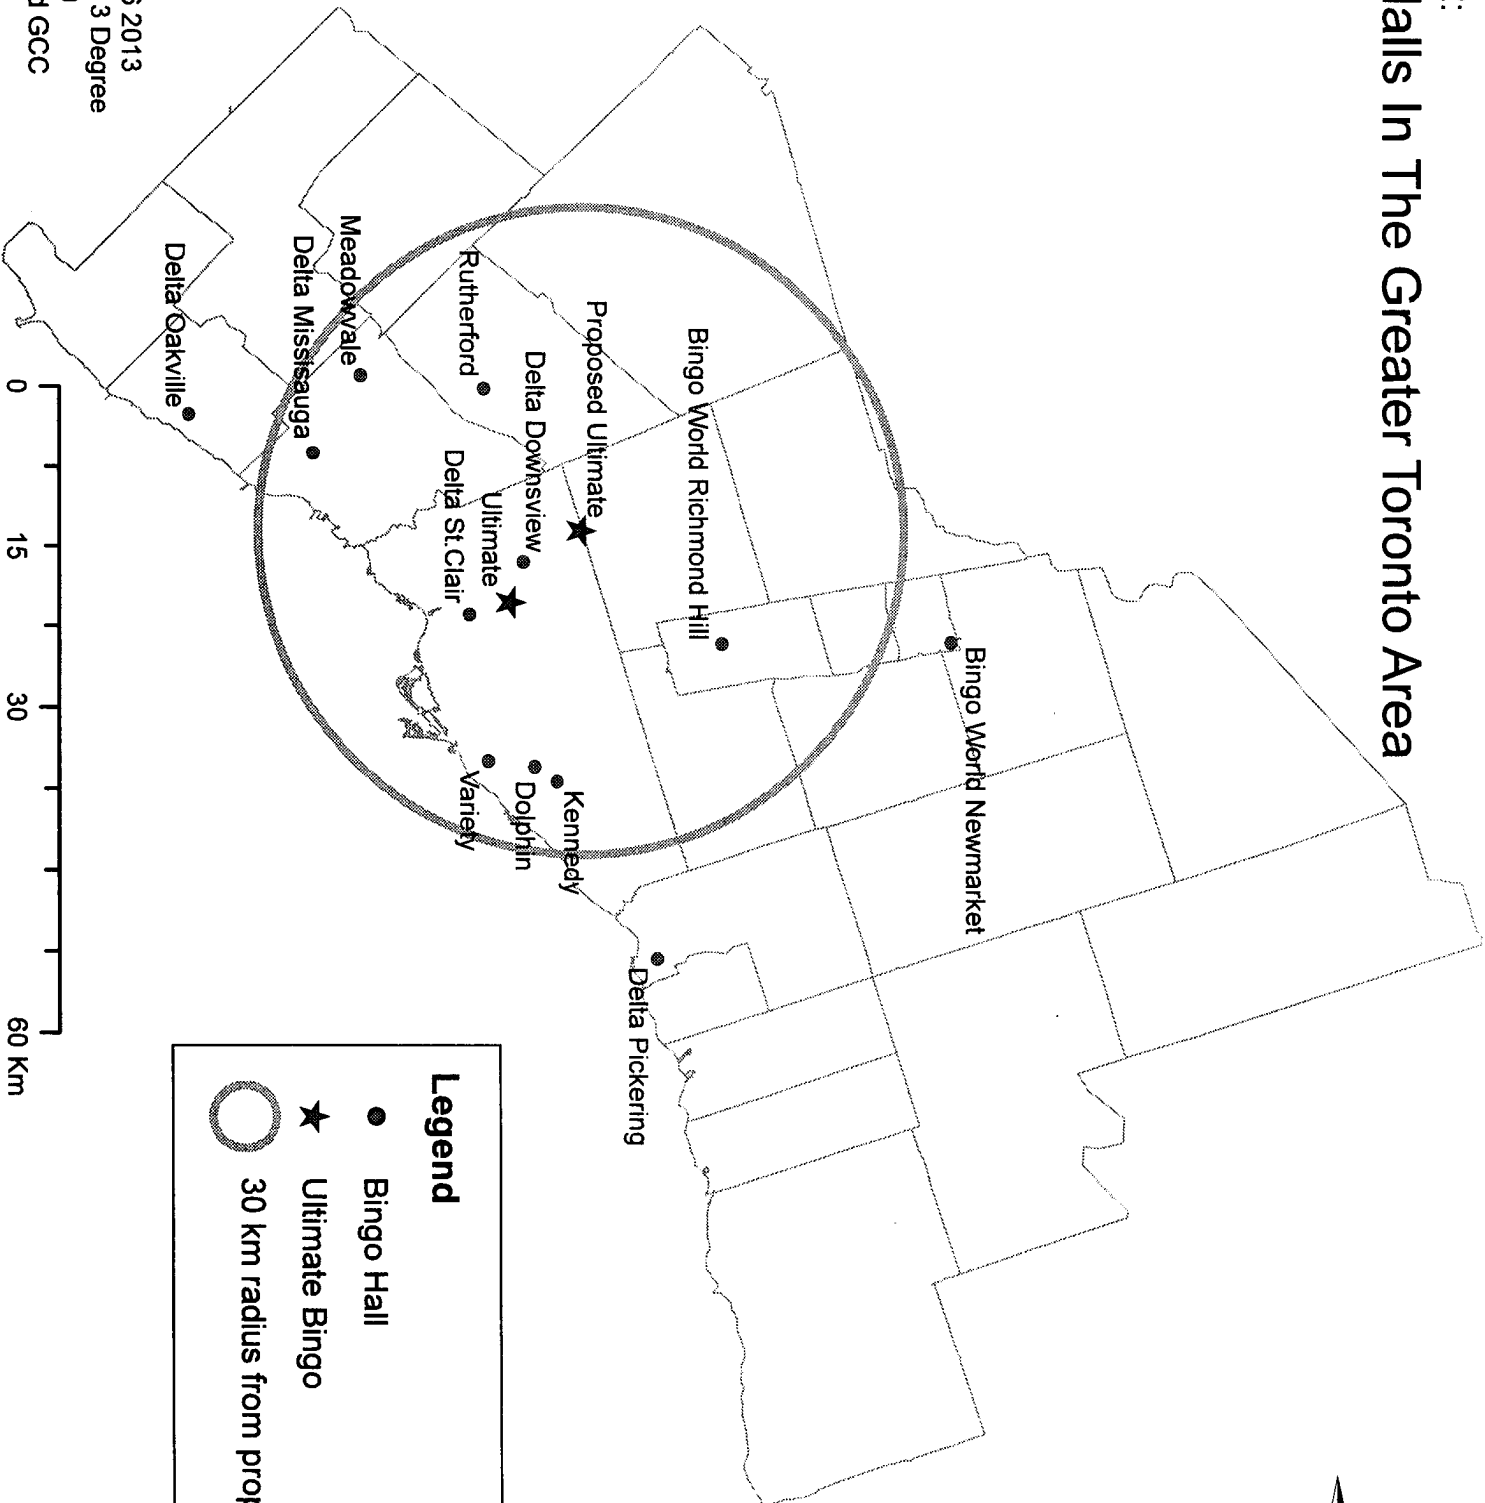 Halls In The Greater Toronto Area
Bingo World Newmarket
Bingo World Richmond Hill
Proposed Ultimate
Delta Downsview
Ultimate
Rutherford
Delta St.Clair
Meadowvale
Delta Missisauga
Delta Oakville
Kennedy
Dolphin
Variety
Delta Pickering
0 15 30 60 Km
Legend
Bingo Hall
Ultimate Bingo
30 km radius from prop
2013
3 Degree
GCC